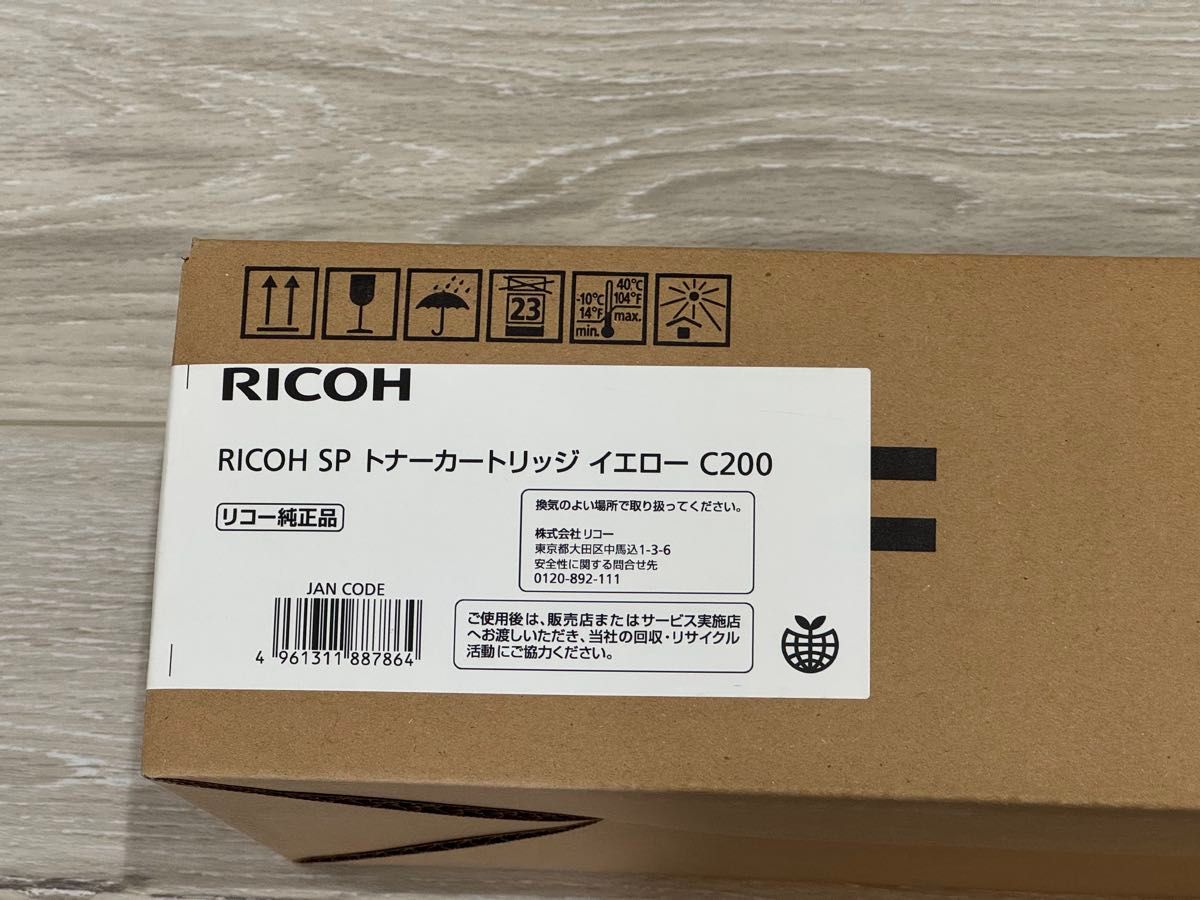 23
-10℃
14°F
min.
40℃
104°F
max.
RICOH
RICOH SP トナーカートリッジ イエロー C200
リコー純正品
換気のよい場所で取り扱ってください。
株式会社リコー
東京都大田区中馬込1-3-6
安全性に関する問合せ先
0120-892-111
JAN CODE
4 961311 887864
ご使用後は、販売店またはサービス実施店
へお渡しいただき、当社の回収・リサイクル
活動にご協力ください。